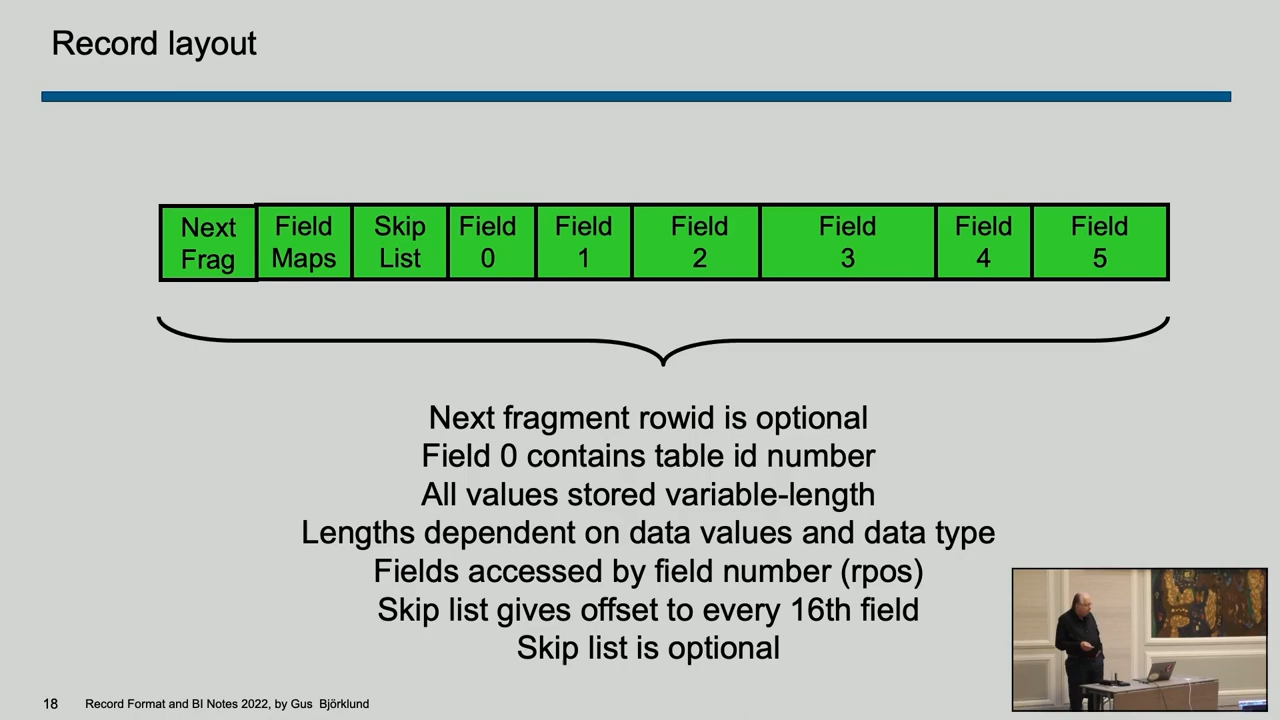 Record layout
Next Frag
Field Maps
Skip List
Field 0
Field 1
Field 2
Field 3
Field 4
Field 5
Next fragment rowid is optional
Field 0 contains table id number
All values stored variable-length
Lengths dependent on data values and data type
Fields accessed by field number (rpos)
Skip list gives offset to every 16th field
Skip list is optional
18 Record Format and BI Notes 2022, by Gus Björklund